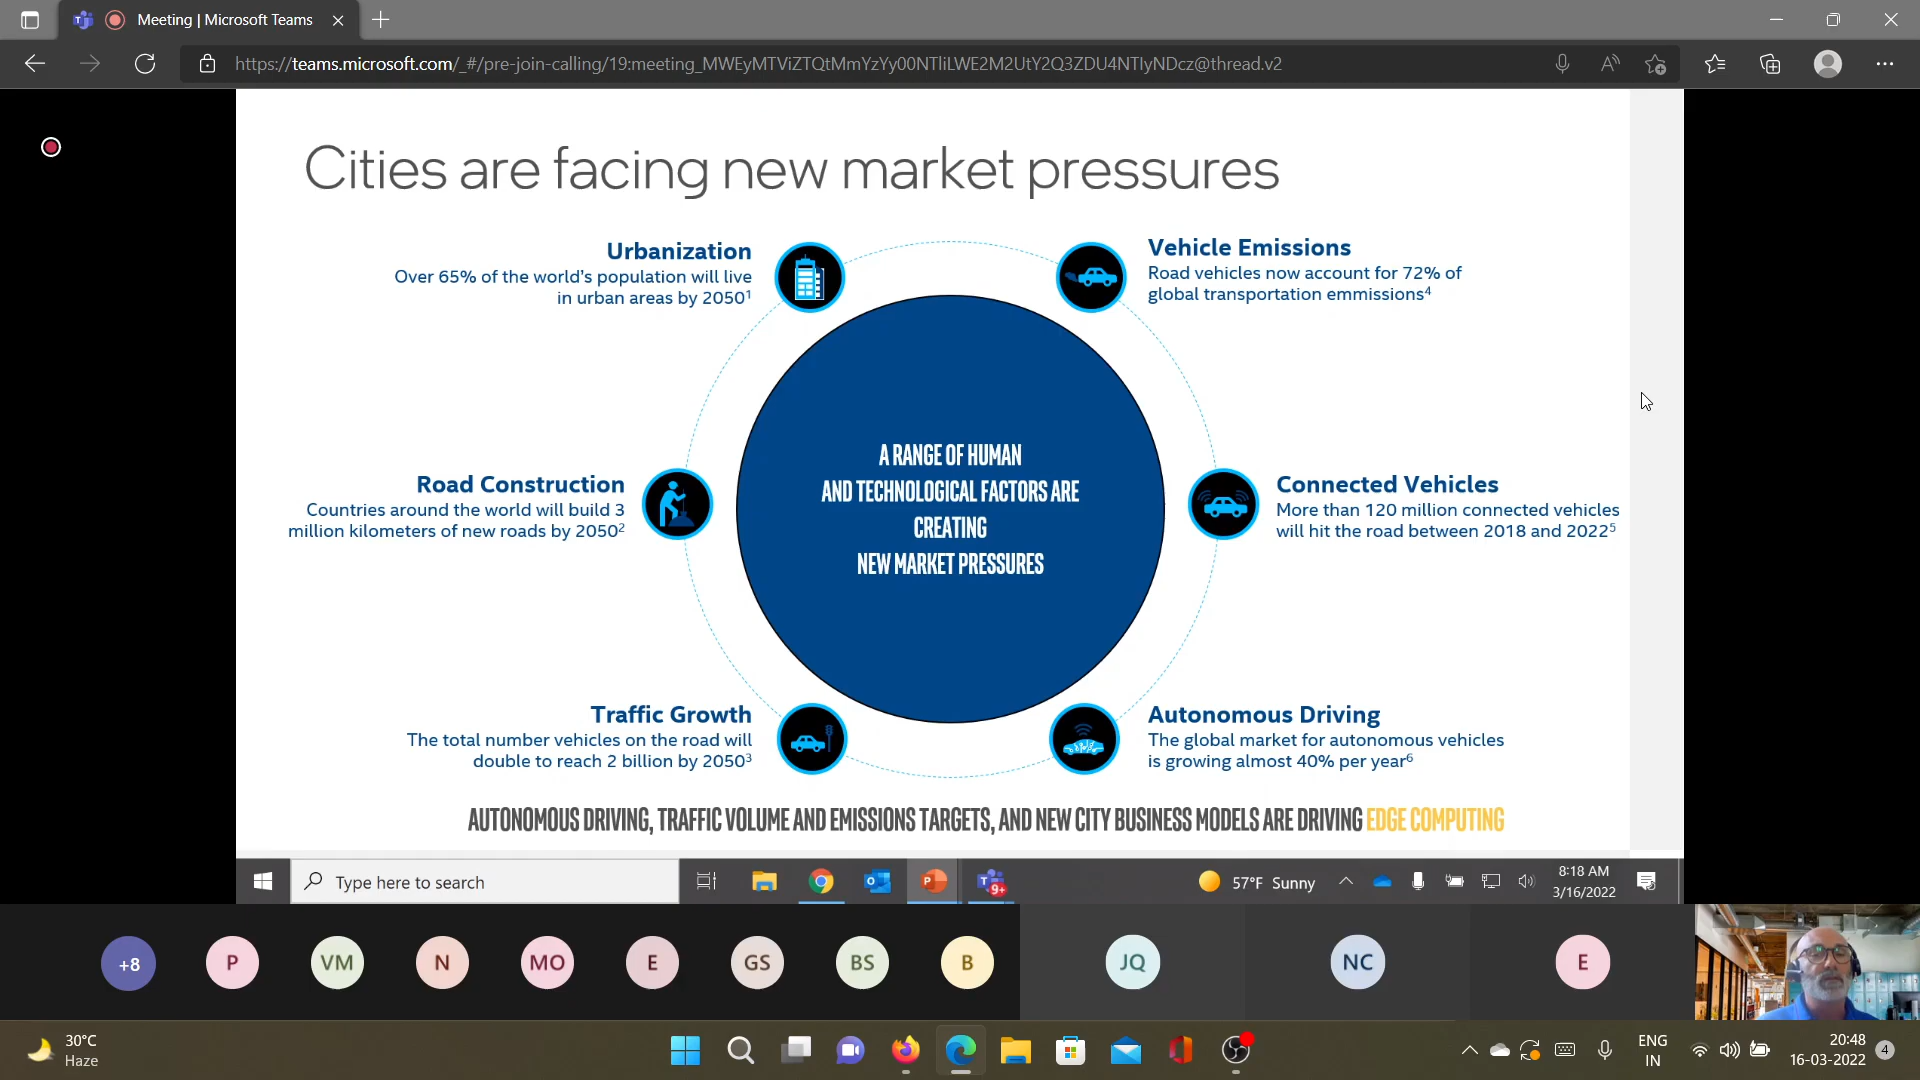 Meeting | Microsoft Teams
https://teams.microsoft.com/_#/pre-join-calling/19:meeting_MWEyMTViZTQtMmYzYy00NTliLWE2M2UtY2Q3ZDU4NTIyNDcz@thread.v2
Cities are facing new market pressures
Urbanization
Over 65% of the world's population will live
in urban areas by 2050¹
Vehicle Emissions
Road vehicles now account for 72% of
global transportation emmissions⁴
Road Construction
Countries around the world will build 3
million kilometers of new roads by 2050²
A RANGE OF HUMAN
AND TECHNOLOGICAL FACTORS ARE
CREATING
NEW MARKET PRESSURES
Connected Vehicles
More than 120 million connected vehicles
will hit the road between 2018 and 2022⁵
Traffic Growth
The total number vehicles on the road will
double to reach 2 billion by 2050³
Autonomous Driving
The global market for autonomous vehicles
is growing almost 40% per year⁶
AUTONOMOUS DRIVING, TRAFFIC VOLUME AND EMISSIONS TARGETS, AND NEW CITY BUSINESS MODELS ARE DRIVING EDGE COMPUTING
Type here to search
9+
57°F Sunny
8:18 AM
3/16/2022
+8
P
VM
N
MO
E
GS
BS
B
JQ
NC
E
30°C
Haze
ENG
IN
20:48
16-03-2022
4